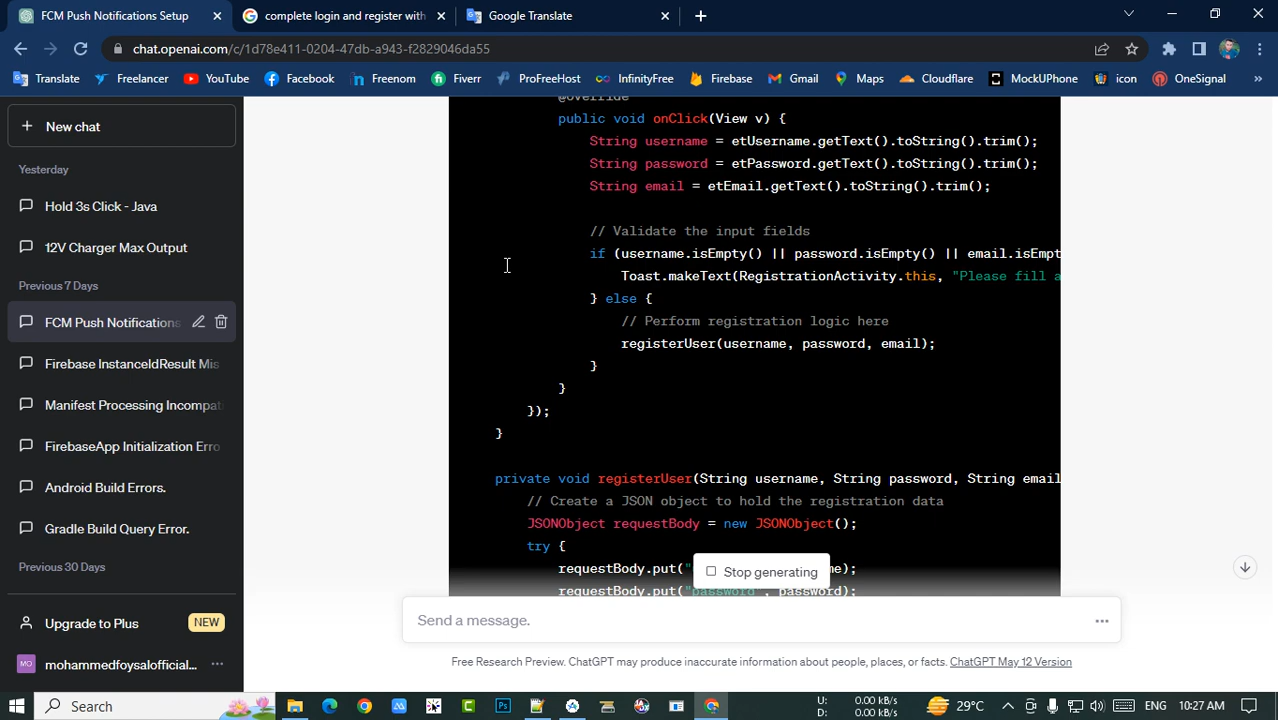 FCM Push Notifications Setup
complete login and register with
Google Translate
chat.openai.com/c/1d78e411-0204-47db-a943-f2829046da55
Translate
Freelancer
YouTube
Facebook
Freenom
Fiverr
ProFreeHost
InfinityFree
Firebase
Gmail
Maps
Cloudflare
MockUPhone
icon
OneSignal
New chat
Yesterday
Hold 3s Click - Java
12V Charger Max Output
Previous 7 Days
FCM Push Notifications
Firebase InstanceIdResult Mis
Manifest Processing Incompat
FirebaseApp Initialization Erro
Android Build Errors.
Gradle Build Query Error.
Previous 30 Days
Upgrade to Plus
NEW
MO
mohammedfoysalofficial...
@Override
public void onClick(View v) {
String username = etUsername.getText().toString().trim();
String password = etPassword.getText().toString().trim();
String email = etEmail.getText().toString().trim();
// Validate the input fields
if (username.isEmpty() || password.isEmpty() || email.isEmpt
Toast.makeText(RegistrationActivity.this, "Please fill a
} else {
// Perform registration logic here
registerUser(username, password, email);
}
}
});
}
private void registerUser(String username, String password, String email
// Create a JSON object to hold the registration data
JSONObject requestBody = new JSONObject();
try {
requestBody.put("
me);
requestBody.put("password", password);
Stop generating
Send a message.
Free Research Preview. ChatGPT may produce inaccurate information about people, places, or facts. ChatGPT May 12 Version
Search
U: 0.00 kB/s
D: 0.00 kB/s
29°C
ENG
10:27 AM